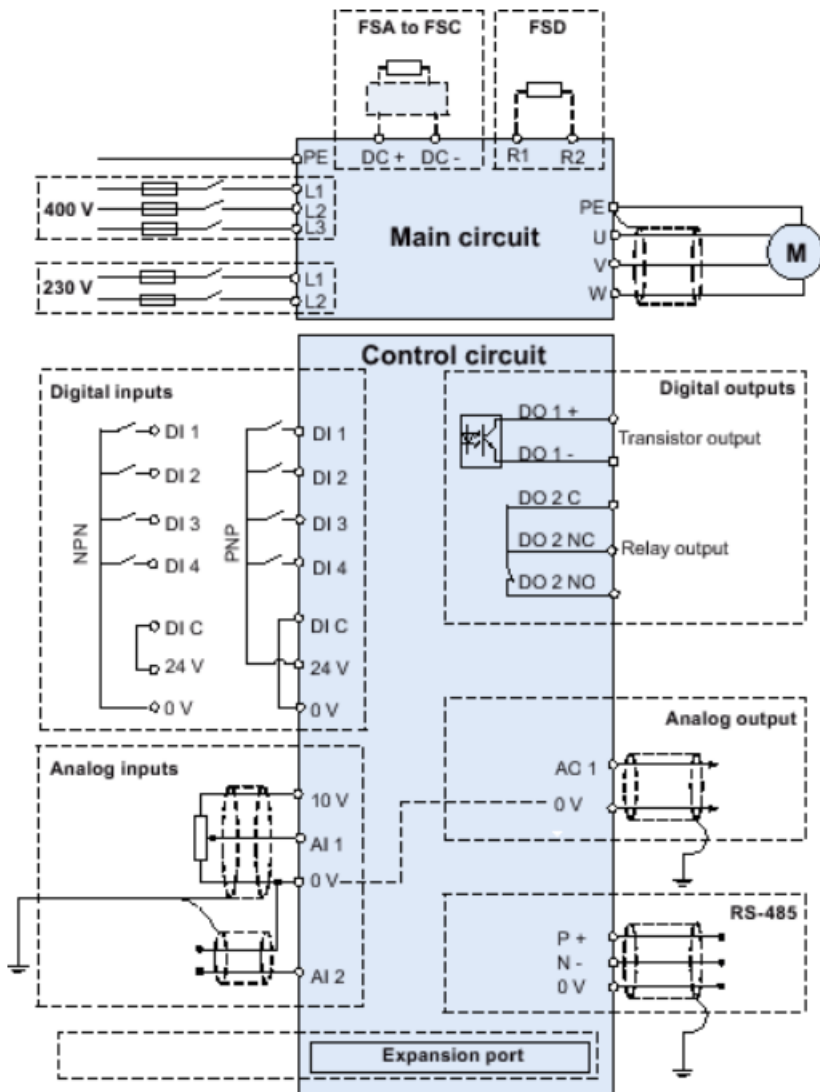 FSA to FSC
FSD
PE
DC +
DC -
R1
R2
400 V
L1
L2
L3
Main circuit
PE
U
V
W
M
230 V
L1
L2
Control circuit
Digital inputs
NPN
DI 1
DI 2
DI 3
DI 4
DI C
24 V
0 V
PNP
DI 1
DI 2
DI 3
DI 4
DI C
24 V
0 V
Digital outputs
DO 1 +
Transistor output
DO 1 -
DO 2 C
DO 2 NC
Relay output
DO 2 NO
Analog inputs
10 V
AI 1
0 V
AI 2
Analog output
AO 1
0 V
RS-485
P +
N -
0 V
Expansion port